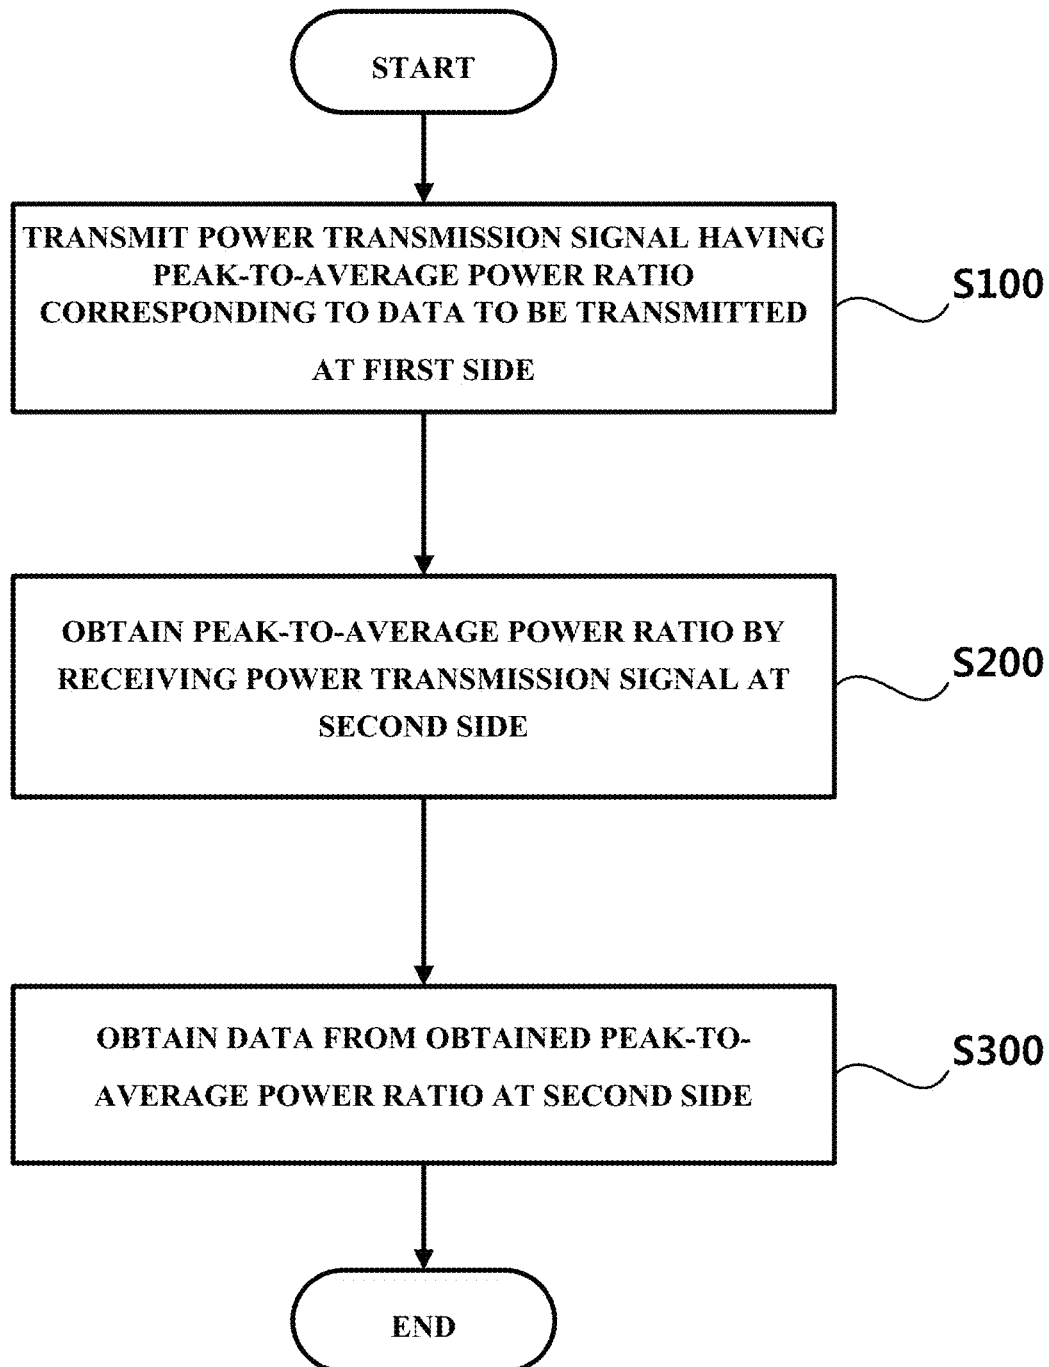 START
TRANSMIT POWER TRANSMISSION SIGNAL HAVING
PEAK-TO-AVERAGE POWER RATIO
CORRESPONDING TO DATA TO BE TRANSMITTED
AT FIRST SIDE
S100
OBTAIN PEAK-TO-AVERAGE POWER RATIO BY
RECEIVING POWER TRANSMISSION SIGNAL AT
SECOND SIDE
S200
OBTAIN DATA FROM OBTAINED PEAK-TO-
AVERAGE POWER RATIO AT SECOND SIDE
S300
END